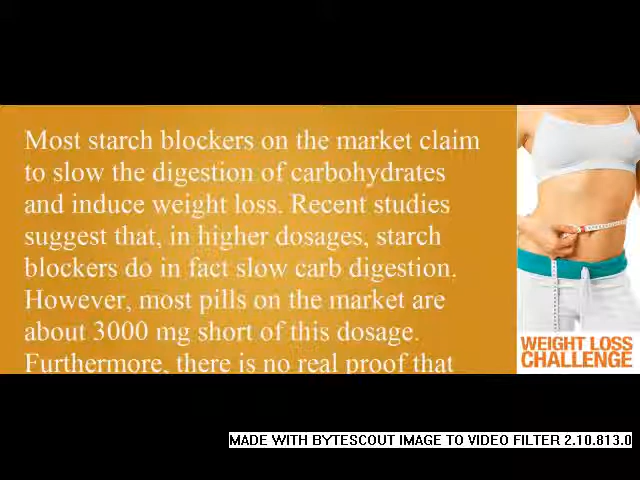 Most starch blockers on the market claim
to slow the digestion of carbohydrates
and induce weight loss. Recent studies
suggest that, in higher dosages, starch
blockers do in fact slow carb digestion.
However, most pills on the market are
about 3000 mg short of this dosage.
Furthermore, there is no real proof that
WEIGHT LOSS
CHALLENGE
MADE WITH BYTESCOUT IMAGE TO VIDEO FILTER 2.10.813.0